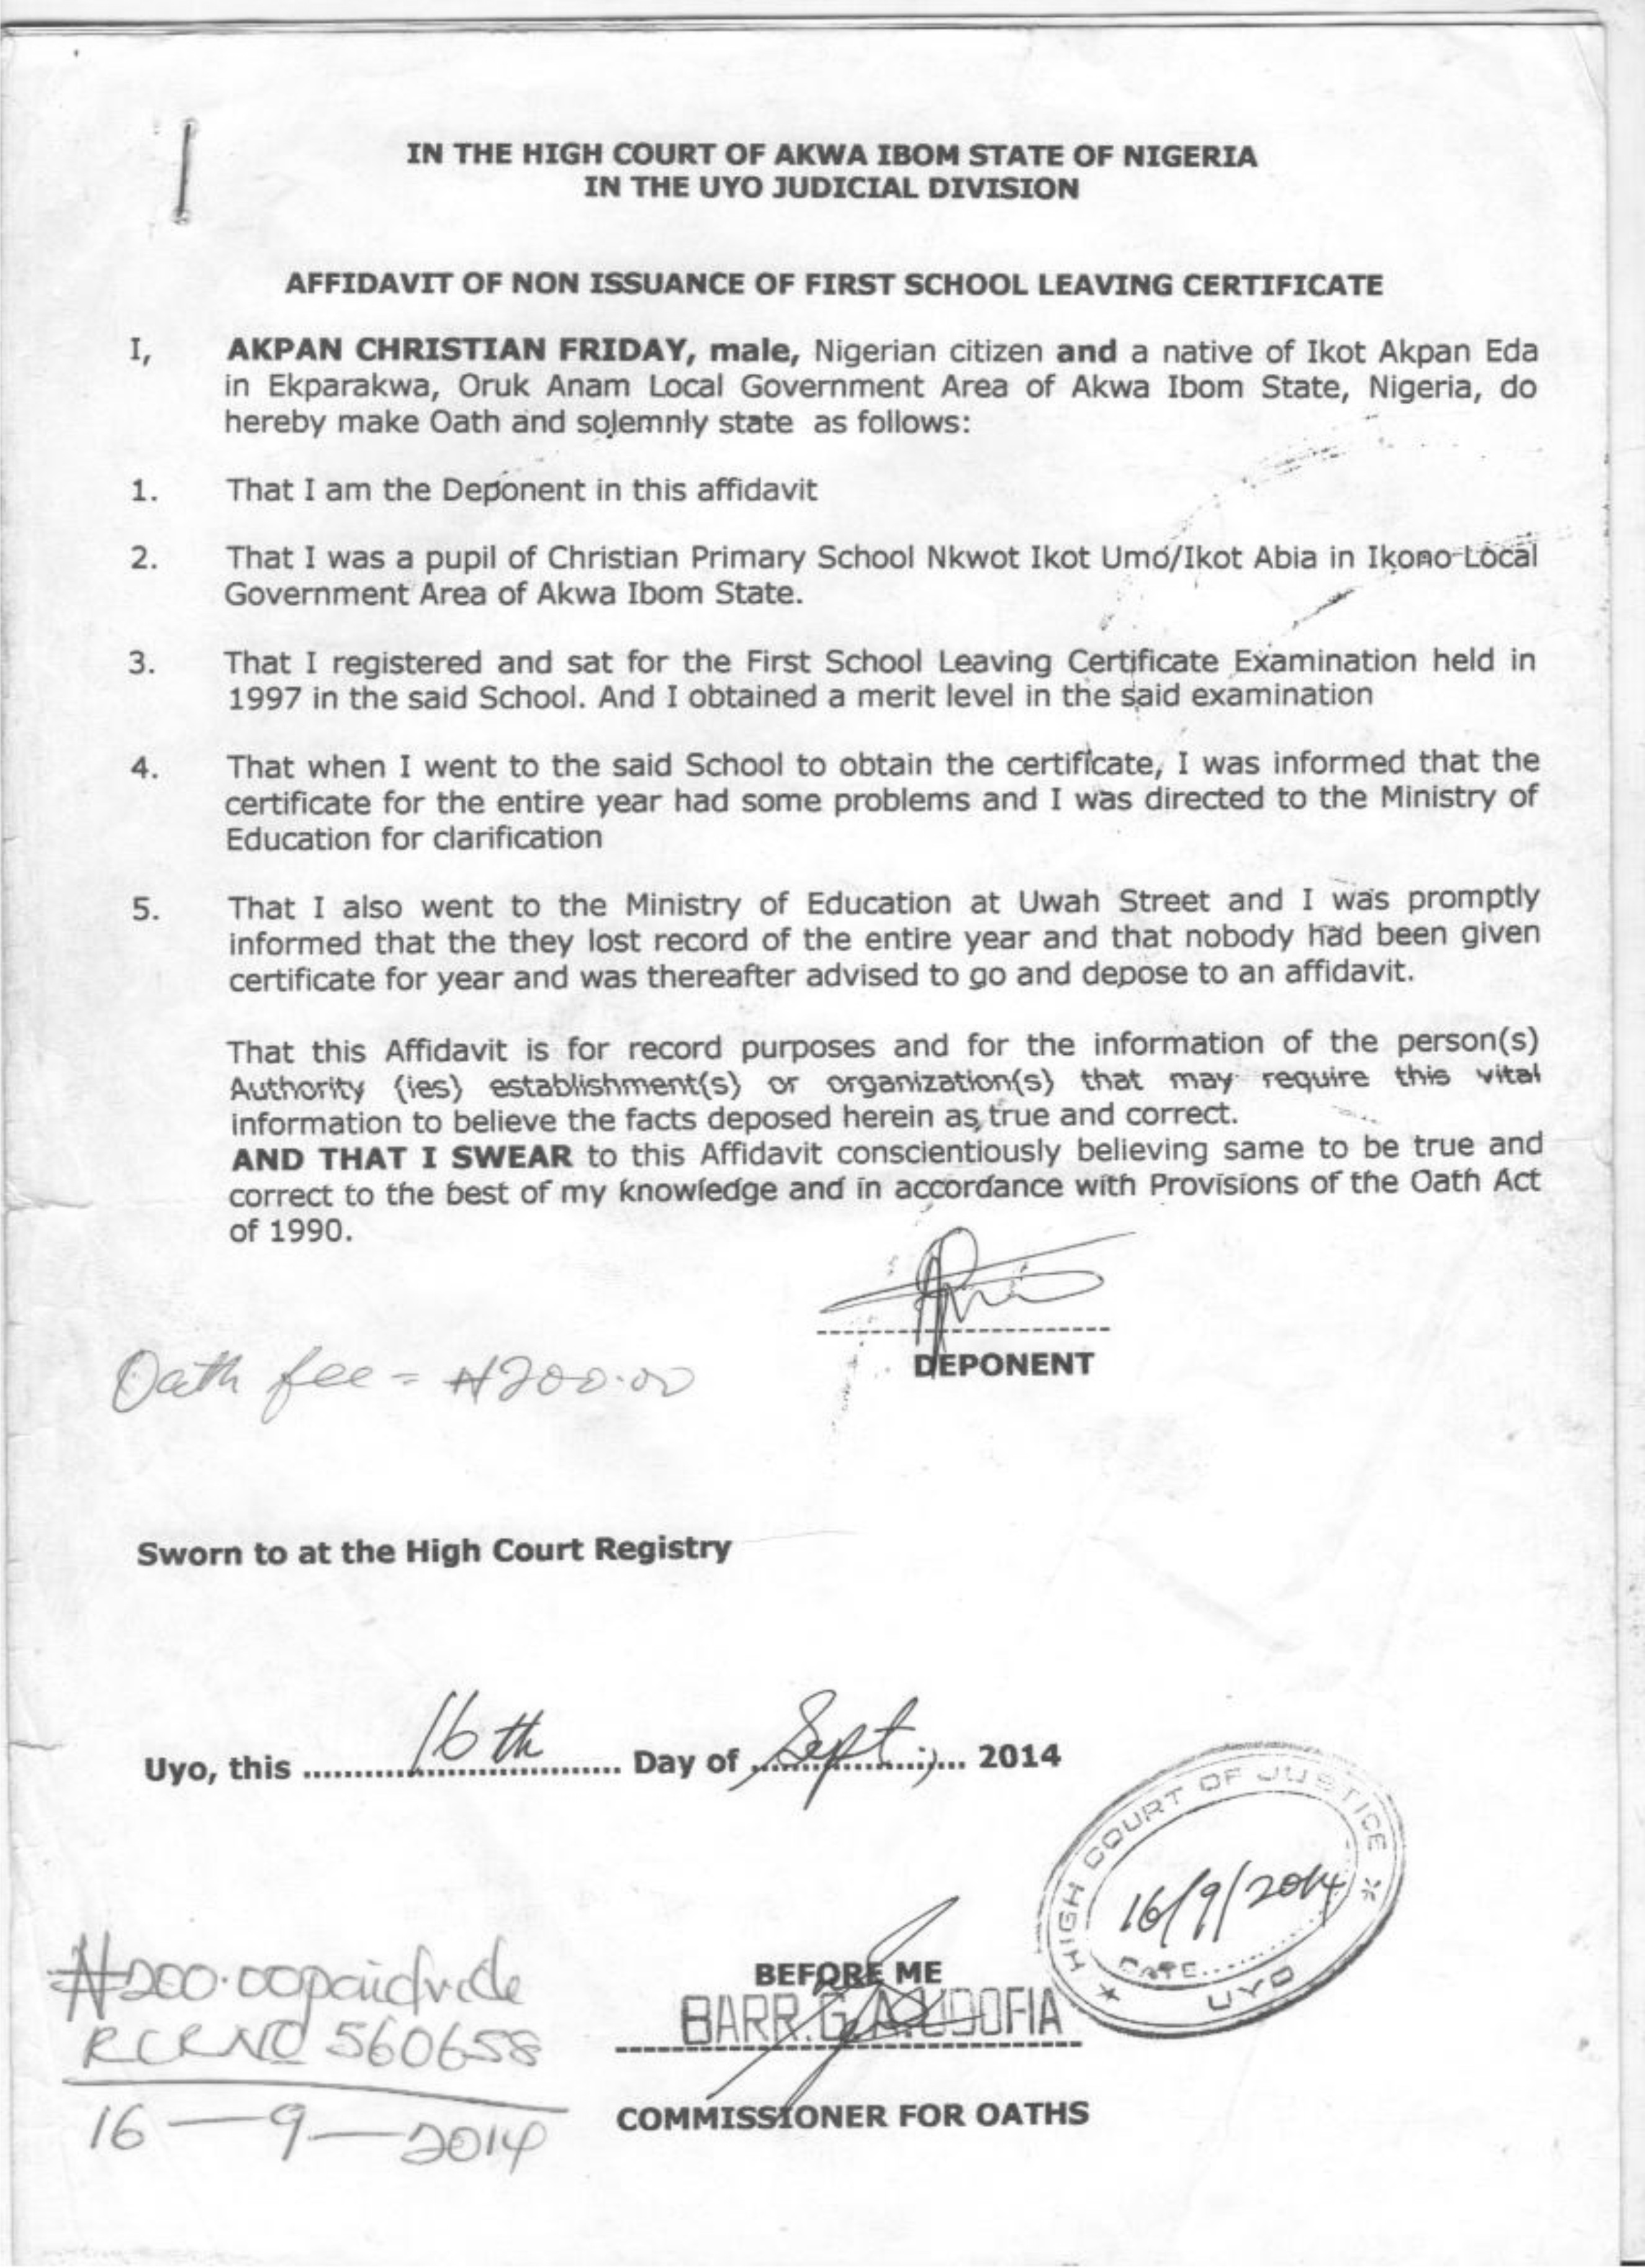 IN THE HIGH COURT OF AKWA IBOM STATE OF NIGERIA
IN THE UYO JUDICIAL DIVISION
AFFIDAVIT OF NON ISSUANCE OF FIRST SCHOOL LEAVING CERTIFICATE
I, AKPAN CHRISTIAN FRIDAY, male, Nigerian citizen and a native of Ikot Akpan Eda
in Ekparakwa, Oruk Anam Local Government Area of Akwa Ibom State, Nigeria, do
hereby make Oath and solemnly state as follows:
1. That I am the Deponent in this affidavit
2. That I was a pupil of Christian Primary School Nkwot Ikot Umo/Ikot Abia in Ikono Local
Government Area of Akwa Ibom State.
3. That I registered and sat for the First School Leaving Certificate Examination held in
1997 in the said School. And I obtained a merit level in the said examination
4. That when I went to the said School to obtain the certificate, I was informed that the
certificate for the entire year had some problems and I was directed to the Ministry of
Education for clarification
5. That I also went to the Ministry of Education at Uwah Street and I was promptly
informed that the they lost record of the entire year and that nobody had been given
certificate for year and was thereafter advised to go and depose to an affidavit.
That this Affidavit is for record purposes and for the information of the person(s)
Authority (ies) establishment(s) or organization(s) that may require this vital
information to believe the facts deposed herein as true and correct.
AND THAT I SWEAR to this Affidavit conscientiously believing same to be true and
correct to the best of my knowledge and in accordance with Provisions of the Oath Act
of 1990.
Oath fee = ₦200.00
DEPONENT
Sworn to at the High Court Registry
Uyo, this 16th Day of Sept, 2014
HIGH COURT OF JUSTICE
16/9/2014
DATE
UYO
₦200.00 paid vide
RCR NO 560658
16-9-2014
BEFORE ME
BARR. G. A. UDOFIA
COMMISSIONER FOR OATHS